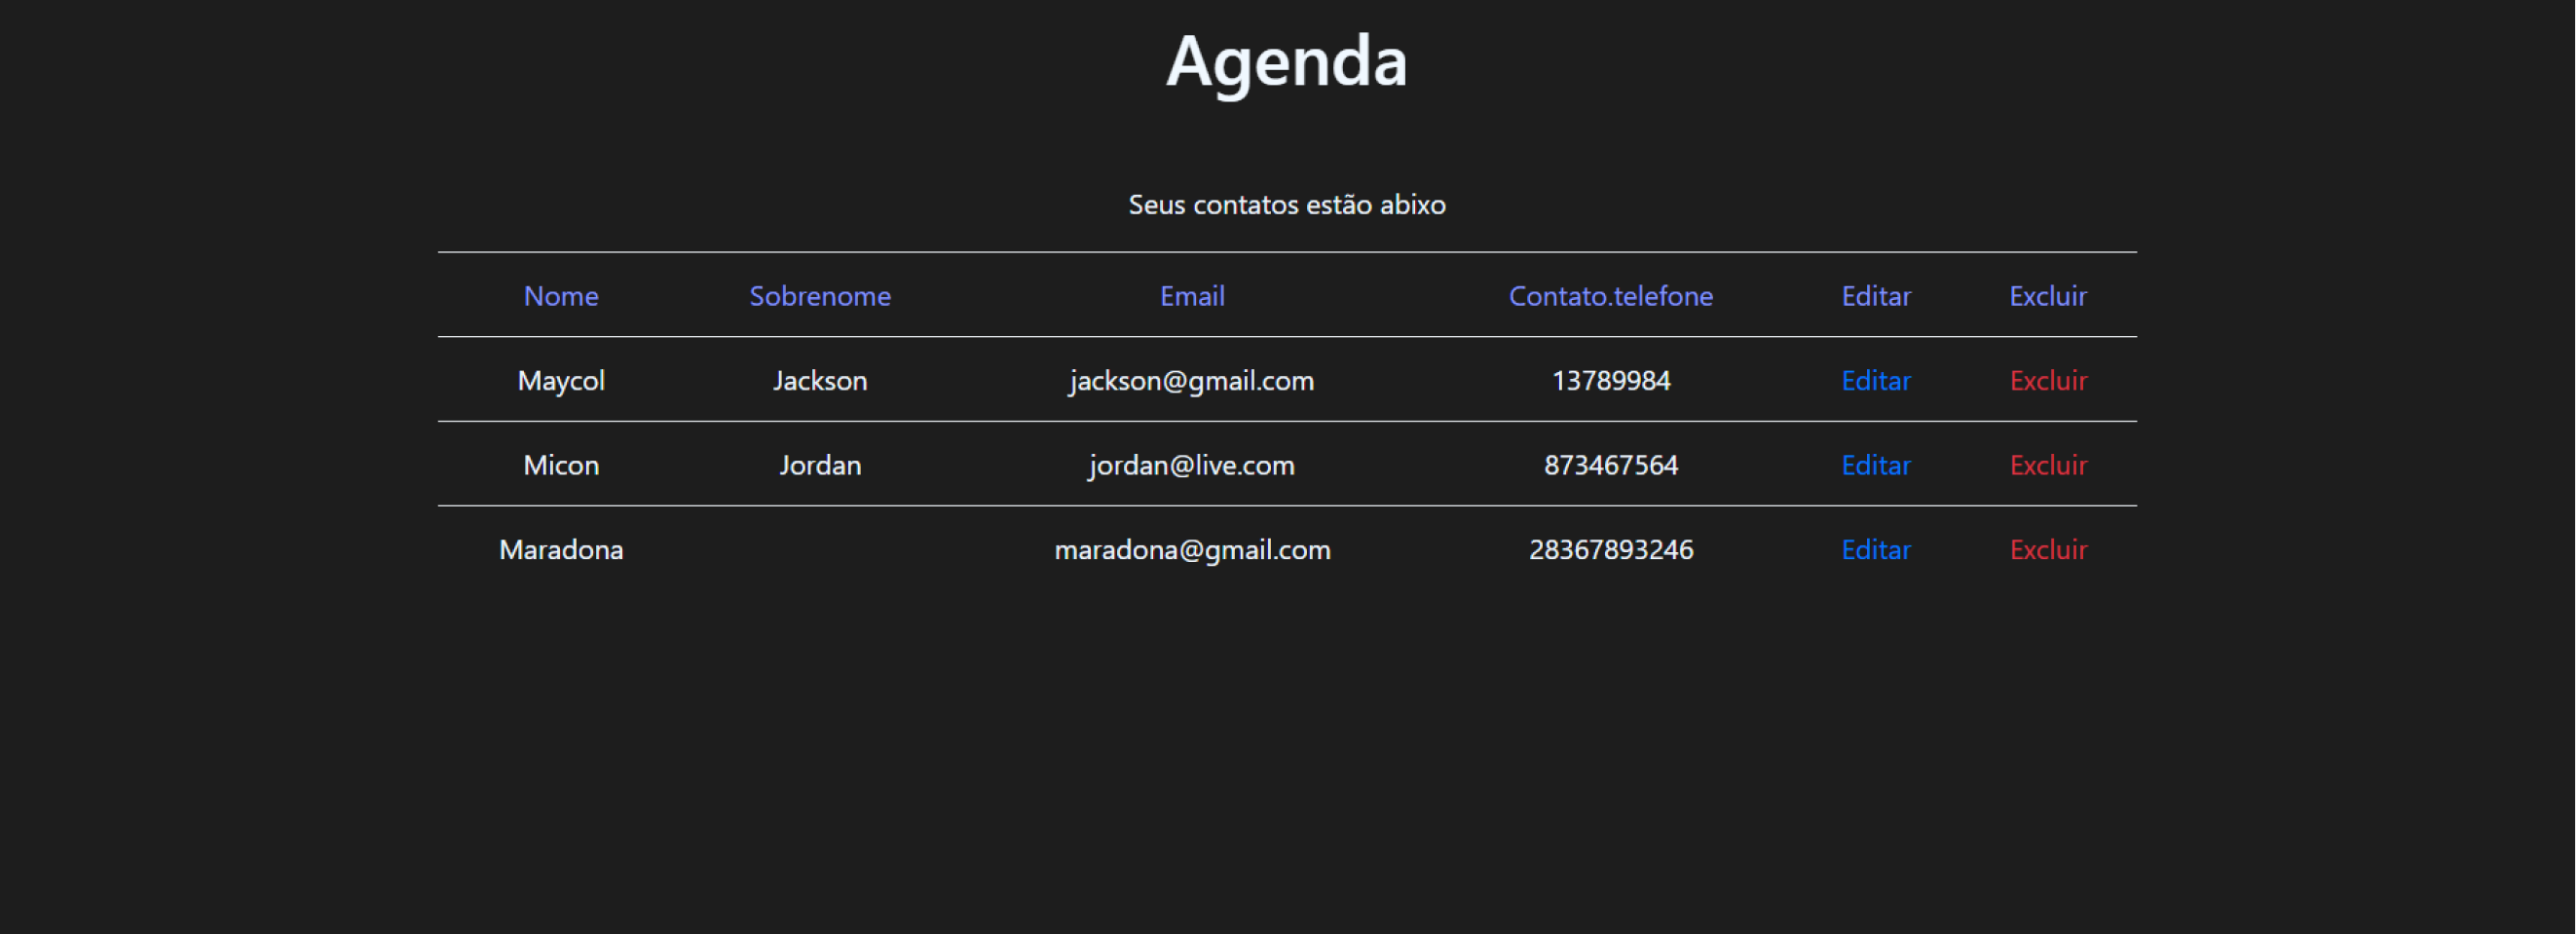 Agenda
Seus contatos estão abixo
Nome Sobrenome Email Contato.telefone Editar Excluir
Maycol Jackson jackson@gmail.com 13789984 Editar Excluir
Micon Jordan jordan@live.com 873467564 Editar Excluir
Maradona maradona@gmail.com 28367893246 Editar Excluir